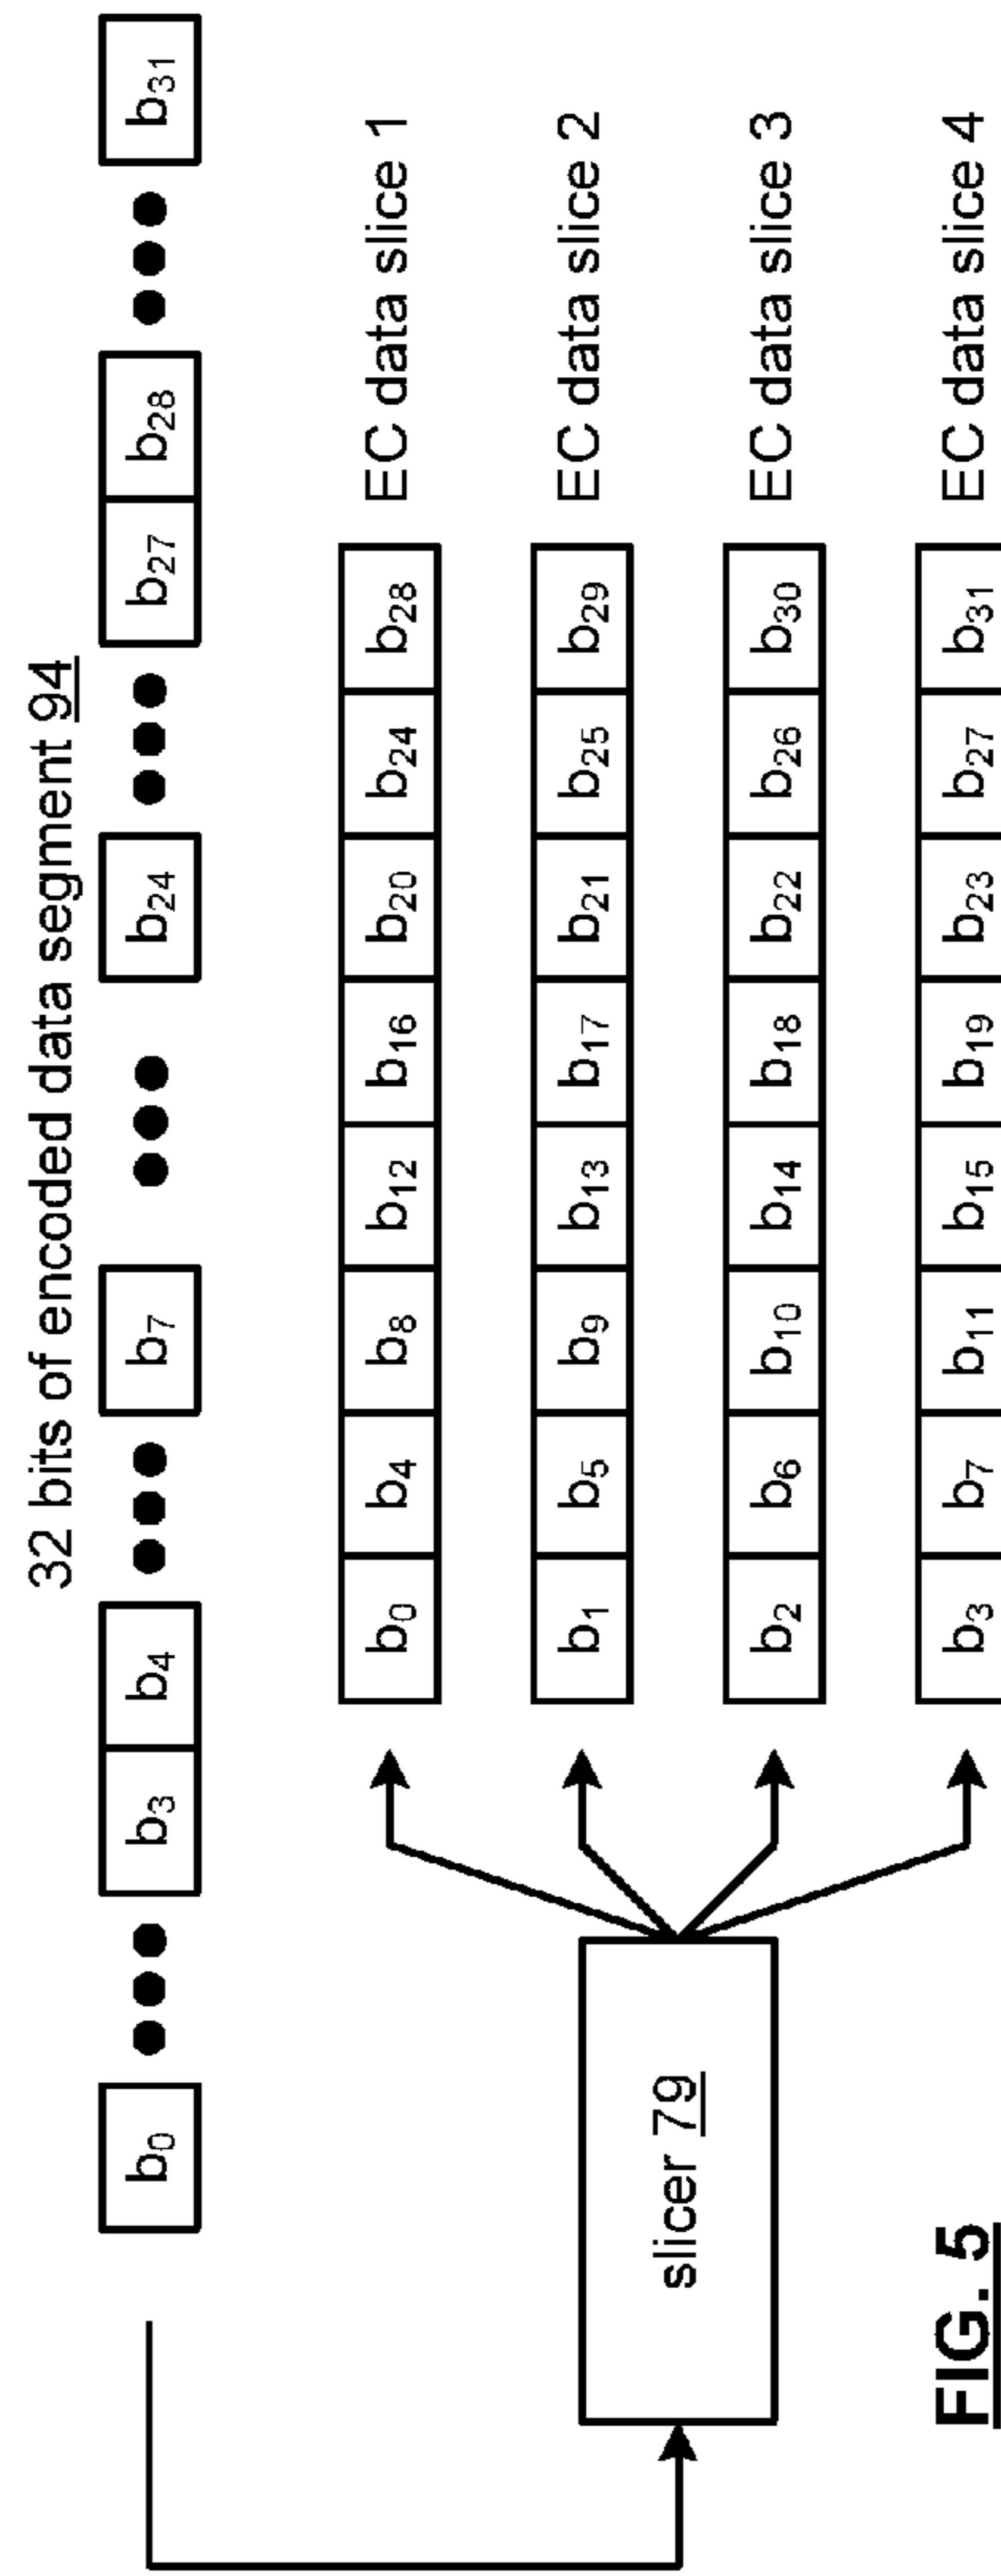 32 bits of encoded data segment 94
b0 ••• b3 b4 ••• b7 ••• b24 ••• b27 b28 ••• b31
b0 b4 b8 b12 b16 b20 b24 b28 EC data slice 1
b1 b5 b9 b13 b17 b21 b25 b29 EC data slice 2
slicer 79
b2 b6 b10 b14 b18 b22 b26 b30 EC data slice 3
b3 b7 b11 b15 b19 b23 b27 b31 EC data slice 4
FIG. 5